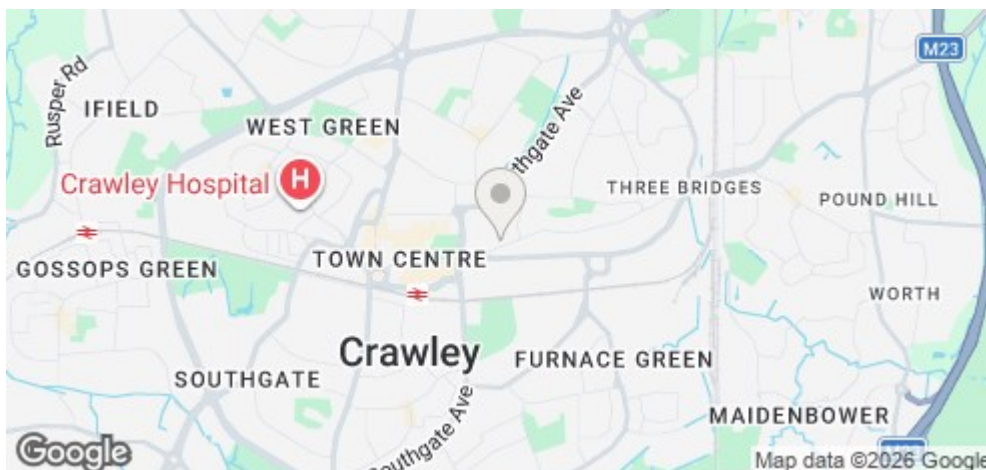 M23
Rusper Rd
IFIELD
WEST GREEN
thgate Ave
Crawley Hospital
H
THREE BRIDGES
POUND HILL
TOWN CENTRE
GOSSOPS GREEN
WORTH
Crawley
FURNACE GREEN
SOUTHGATE
MAIDENBOWER
Southgate Ave
Google
Map data ©2026 Google